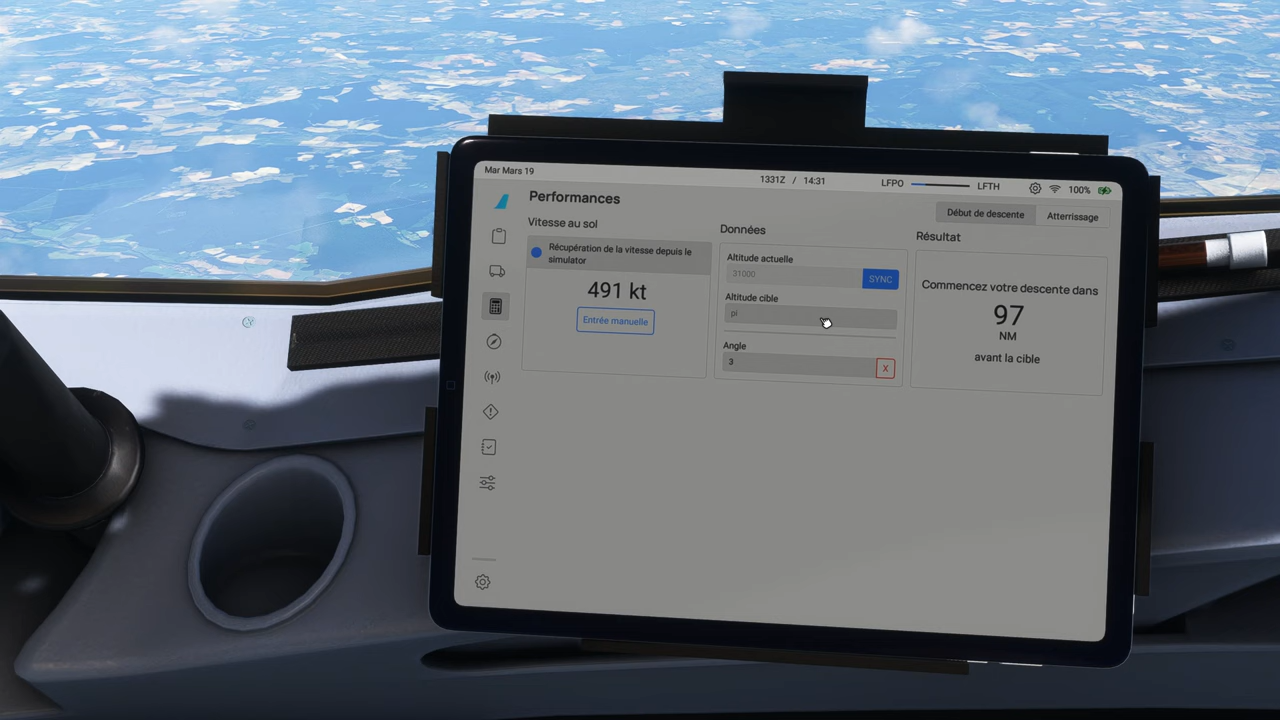 Mar Mars 19
1331Z / 14:31
LFPO
LFTH
100%
Performances
Début de descente
Atterrissage
Vitesse au sol
Récupération de la vitesse depuis le
simulator
491 kt
Entrée manuelle
Données
Altitude actuelle
31000
SYNC
Altitude cible
pi
Angle
3
X
Résultat
Commencez votre descente dans
97
NM
avant la cible